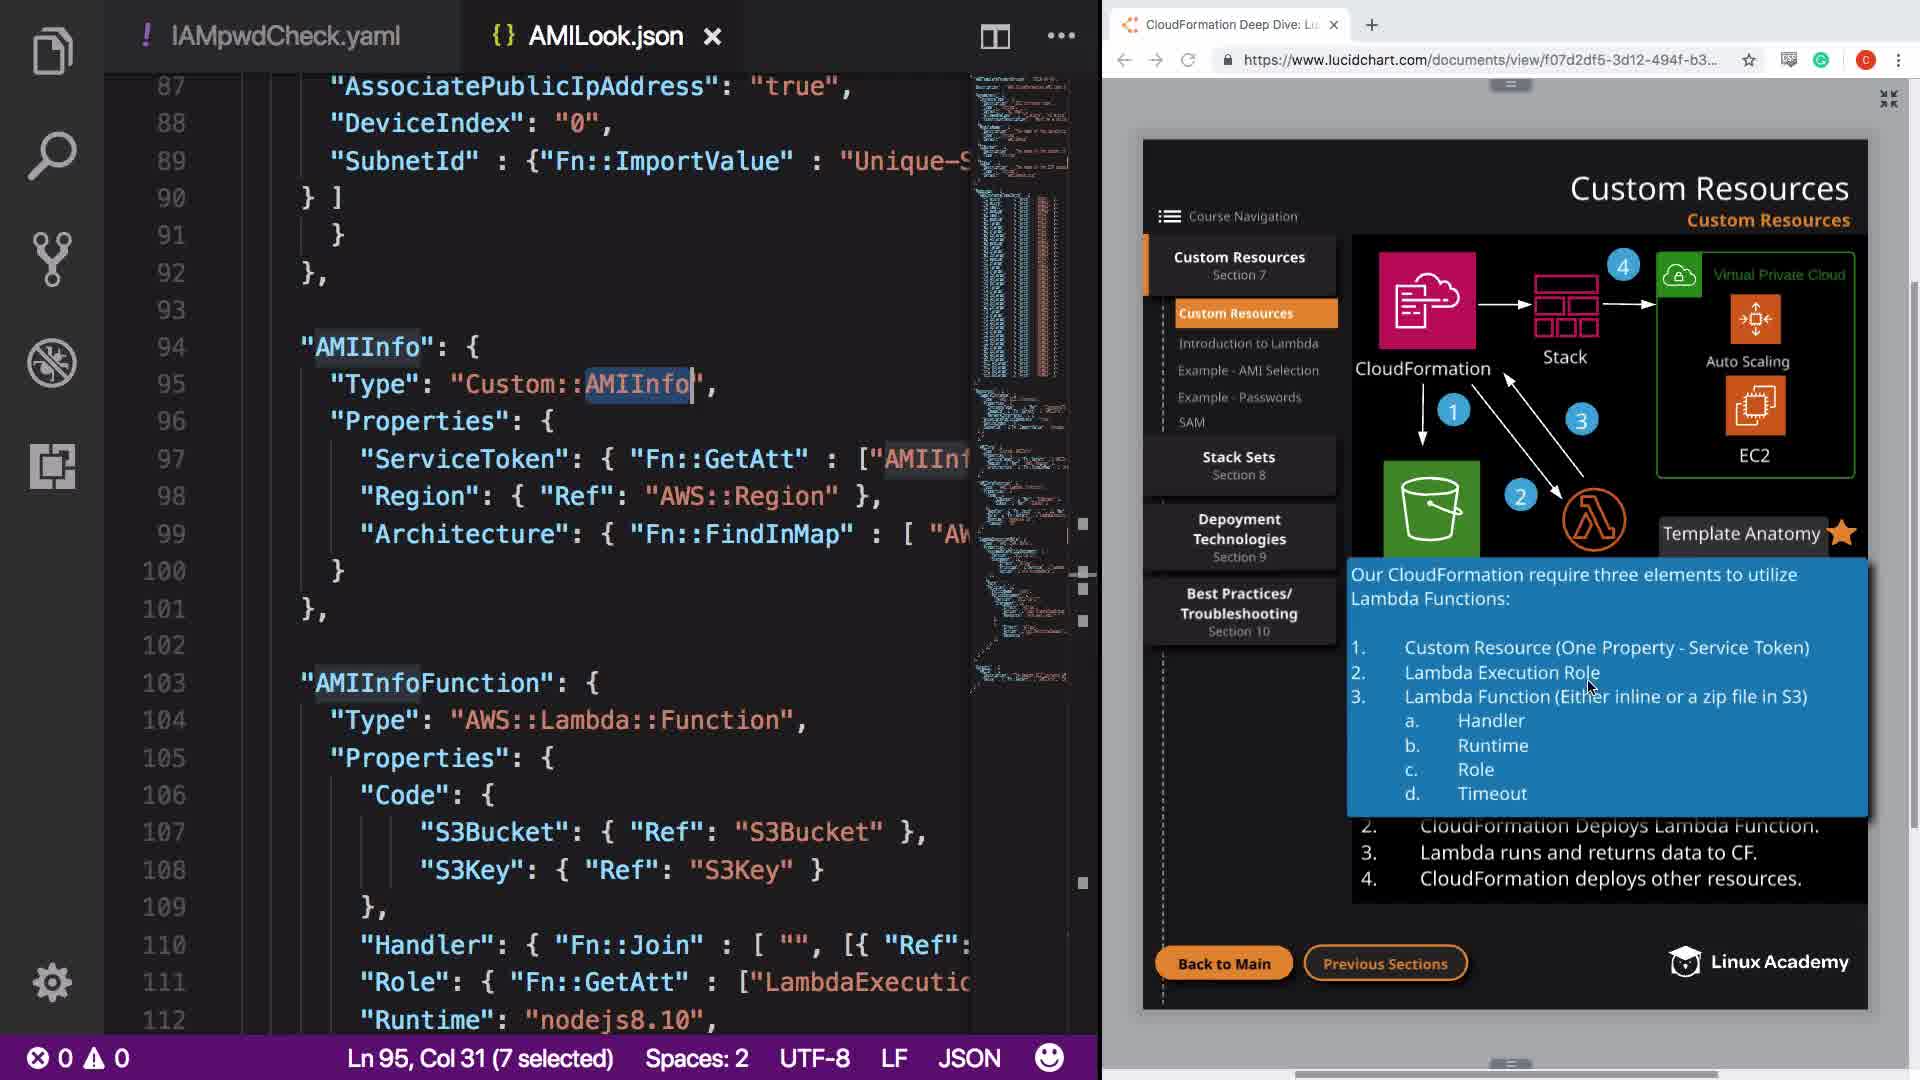 ! IAMpwdCheck.yaml
{} AMILook.json
87 "AssociatePublicIpAddress": "true",
88 "DeviceIndex": "0",
89 "SubnetId" : {"Fn::ImportValue" : "Unique-S
90 } ]
91 }
92 },
93
94 "AMIInfo": {
95 "Type": "Custom::AMIInfo",
96 "Properties": {
97 "ServiceToken": { "Fn::GetAtt" : ["AMIInf
98 "Region": { "Ref": "AWS::Region" },
99 "Architecture": { "Fn::FindInMap" : [ "AW
100 }
101 },
102
103 "AMIInfoFunction": {
104 "Type": "AWS::Lambda::Function",
105 "Properties": {
106 "Code": {
107 "S3Bucket": { "Ref": "S3Bucket" },
108 "S3Key": { "Ref": "S3Key" }
109 },
110 "Handler": { "Fn::Join" : [ "", [{ "Ref":
111 "Role": { "Fn::GetAtt" : ["LambdaExecutio
112 "Runtime": "nodejs8.10",
0 0 Ln 95, Col 31 (7 selected) Spaces: 2 UTF-8 LF JSON
CloudFormation Deep Dive: Lu
https://www.lucidchart.com/documents/view/f07d2df5-3d12-494f-b3...
C
Custom Resources
Custom Resources
Course Navigation
Custom Resources
Section 7
Custom Resources
Introduction to Lambda
Example - AMI Selection
Example - Passwords
SAM
Stack Sets
Section 8
Depoyment
Technologies
Section 9
Best Practices/
Troubleshooting
Section 10
CloudFormation
Stack
4
Virtual Private Cloud
Auto Scaling
EC2
1
2
3
Template Anatomy
Our CloudFormation require three elements to utilize
Lambda Functions:
1. Custom Resource (One Property - Service Token)
2. Lambda Execution Role
3. Lambda Function (Either inline or a zip file in S3)
a. Handler
b. Runtime
c. Role
d. Timeout
2. CloudFormation Deploys Lambda Function.
3. Lambda runs and returns data to CF.
4. CloudFormation deploys other resources.
Back to Main
Previous Sections
Linux Academy